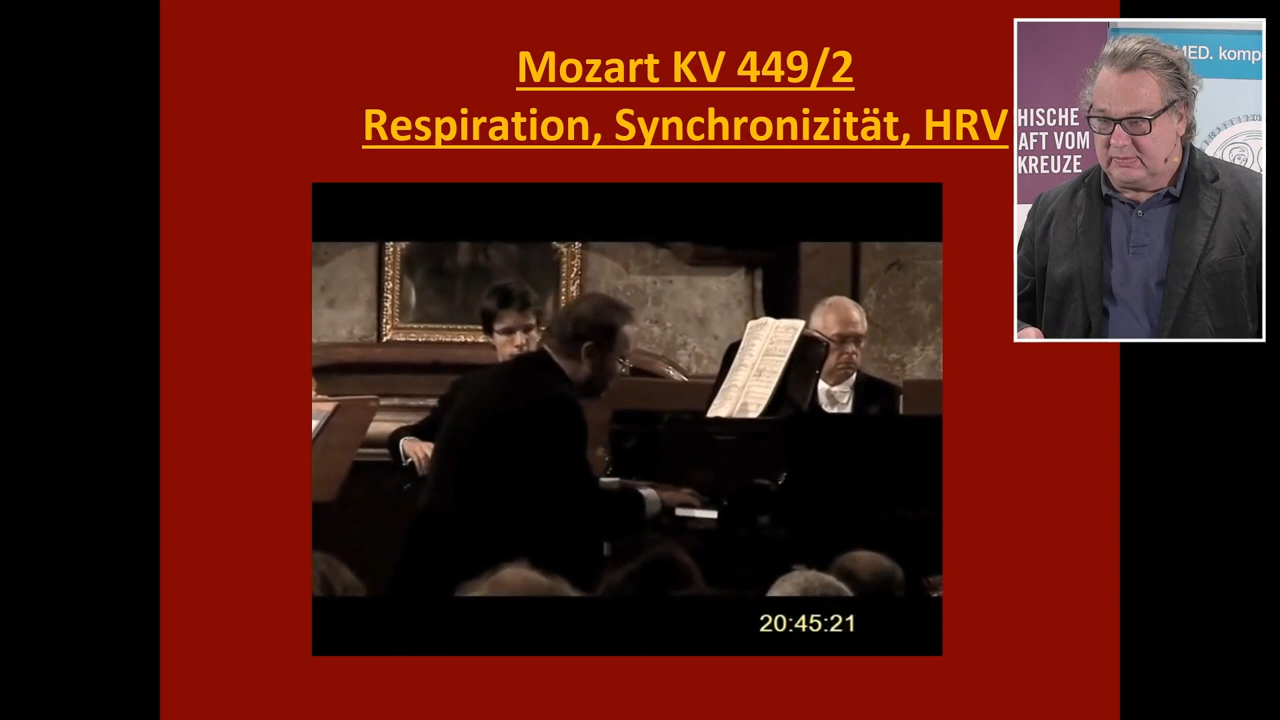 Mozart KV 449/2
Respiration, Synchronizität, HRV
MED. komp
HISCHE
AFT VOM
KREUZE
20:45:21